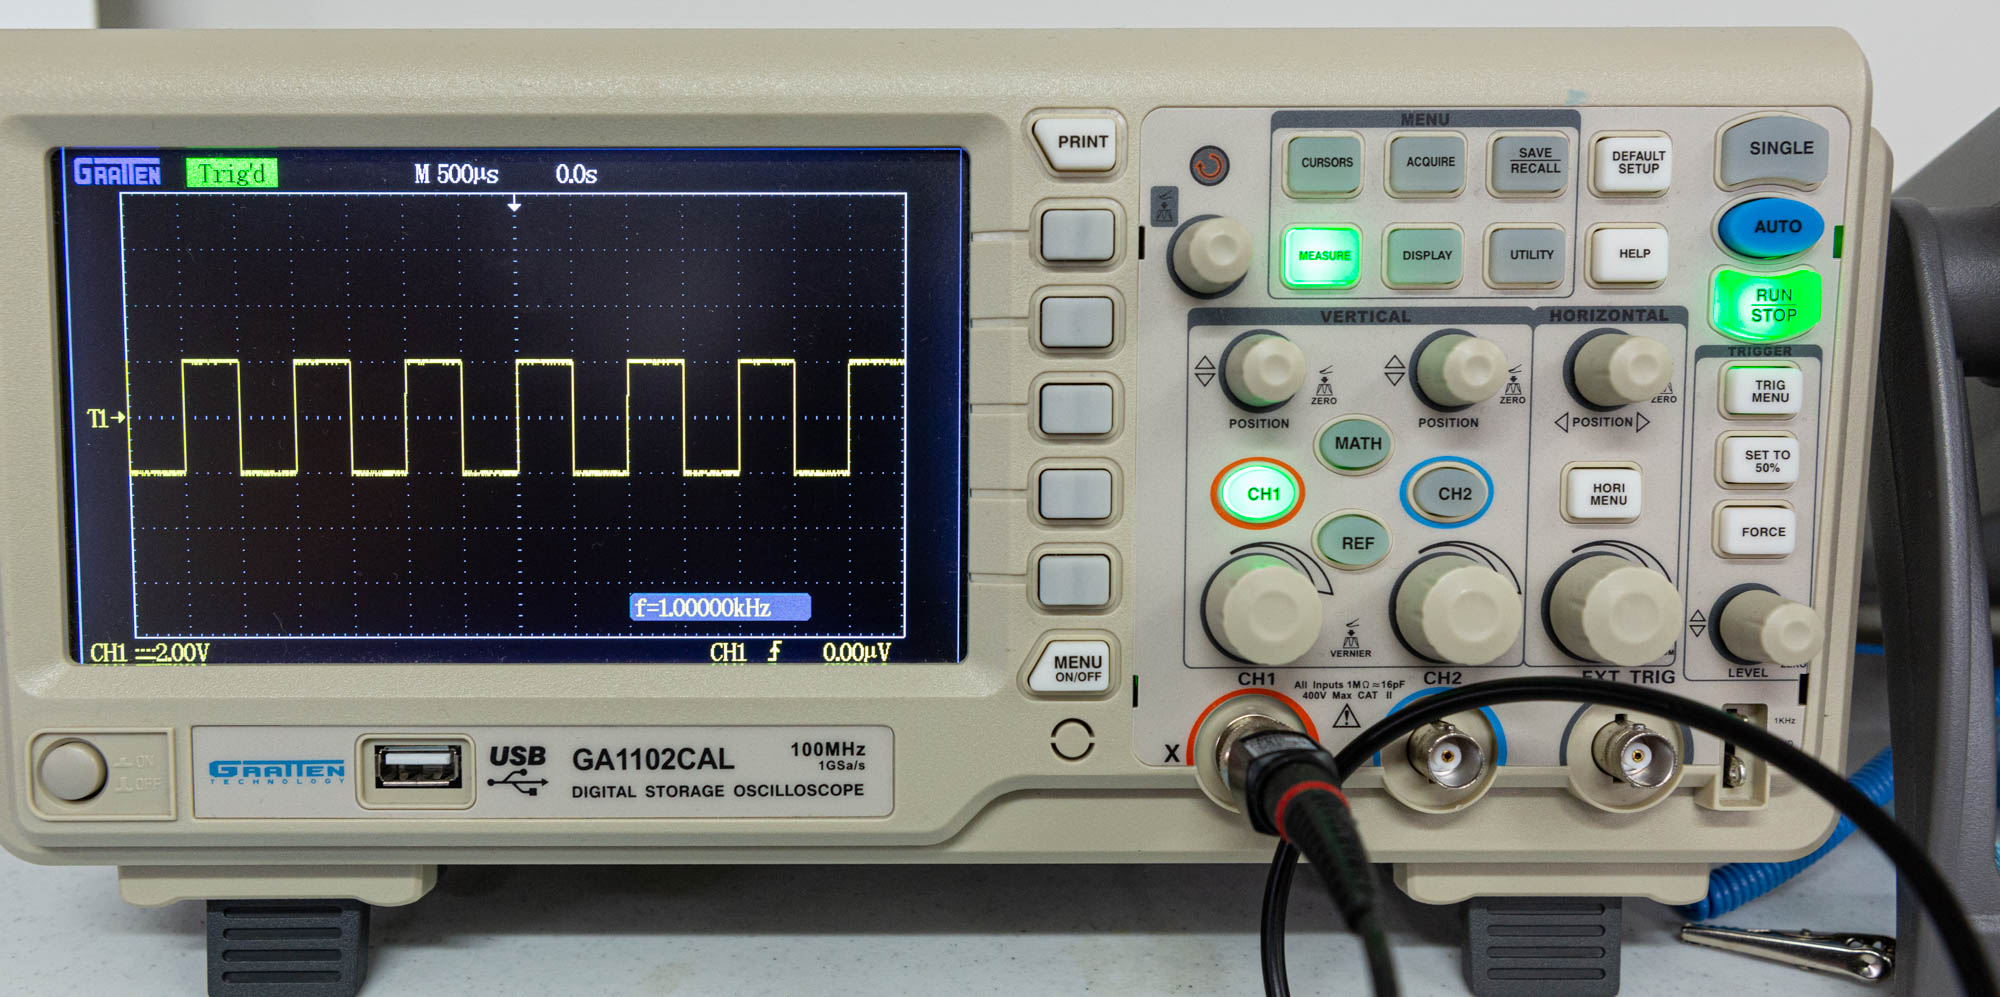 GRATTEN Trig'd M 500µs 0.0s
T1
f=1.00000kHz
CH1 2.00V CH1 0.00µV
PRINT
MENU
ON/OFF
MENU
CURSORS
ACQUIRE
SAVE
RECALL
DEFAULT
SETUP
MEASURE
DISPLAY
UTILITY
HELP
SINGLE
AUTO
RUN
STOP
VERTICAL
HORIZONTAL
TRIGGER
ZERO
POSITION
ZERO
POSITION
ZERO
POSITION
MATH
CH1
CH2
REF
HORI
MENU
TRIG
MENU
SET TO
50%
FORCE
VERNIER
LEVEL
ZERO
CH1
All Inputs 1MΩ≈16pF
400V Max CAT II
CH2
EXT TRIG
X
1KHz
ON
OFF
GRATTEN
TECHNOLOGY
USB
GA1102CAL
DIGITAL STORAGE OSCILLOSCOPE
100MHz
1GSa/s